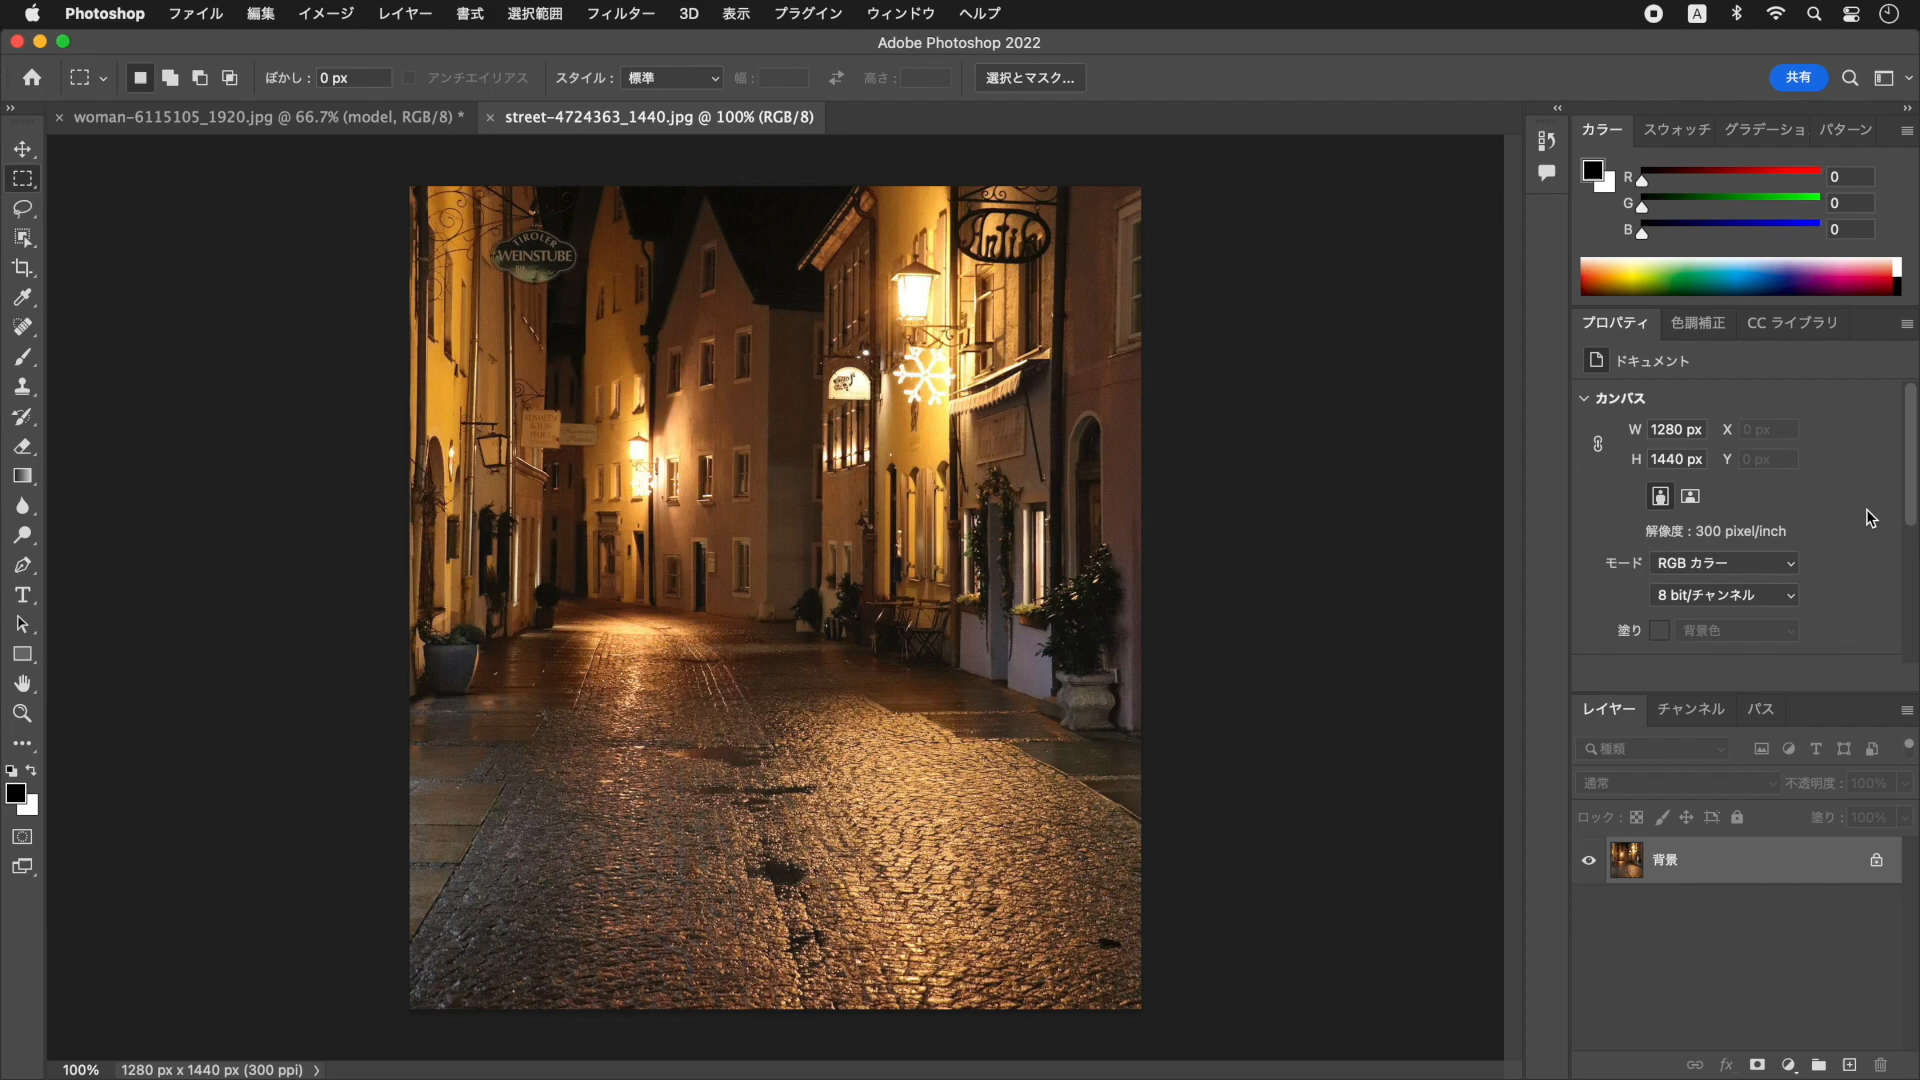 Photoshop ファイル 編集 イメージ レイヤー 書式 選択範囲 フィルター 3D 表示 プラグイン ウィンドウ ヘルプ A
Adobe Photoshop 2022
ぼかし : 0 px アンチエイリアス スタイル : 標準 幅 : 高さ : 選択とマスク... 共有
× woman-6115105_1920.jpg @ 66.7% (model, RGB/8) * × street-4724363_1440.jpg @ 100% (RGB/8)
カラー スウォッチ グラデーショ パターン
R 0
G 0
B 0
TIROLER
WEINSTUBE
Antik
プロパティ 色調補正 CC ライブラリ
ドキュメント
カンバス
W 1280 px X 0 px
H 1440 px Y 0 px
解像度 : 300 pixel/inch
モード RGB カラー
8 bit/チャンネル
塗り 背景色
レイヤー チャンネル パス
種類
通常 不透明度 : 100%
ロック : 塗り : 100%
背景
fx
100% 1280 px x 1440 px (300 ppi)